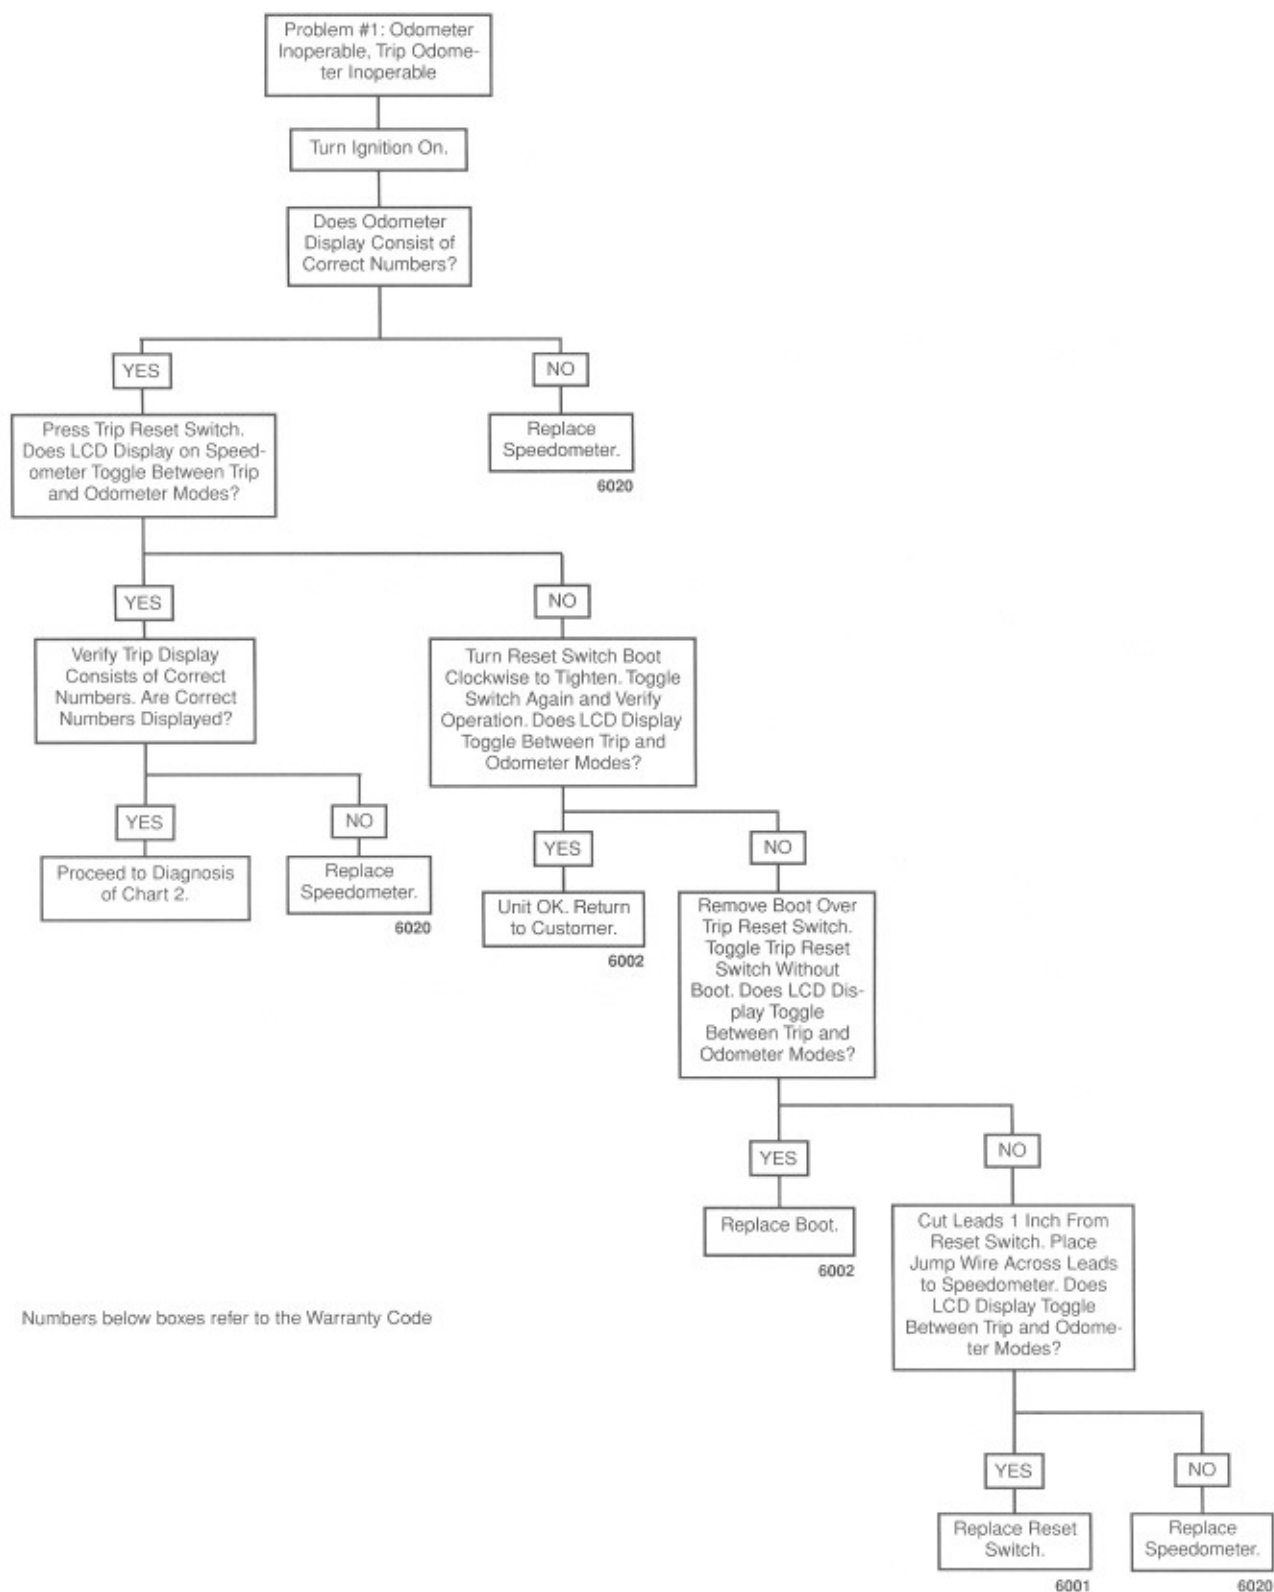 Problem #1: Odometer
Inoperable, Trip Odome-
ter Inoperable
Turn Ignition On.
Does Odometer
Display Consist of
Correct Numbers?
YES
NO
Press Trip Reset Switch.
Does LCD Display on Speed-
ometer Toggle Between Trip
and Odometer Modes?
Replace
Speedometer.
6020
YES
NO
Verify Trip Display
Consists of Correct
Numbers. Are Correct
Numbers Displayed?
Turn Reset Switch Boot
Clockwise to Tighten. Toggle
Switch Again and Verify
Operation. Does LCD Display
Toggle Between Trip and
Odometer Modes?
YES
NO
YES
NO
Proceed to Diagnosis
of Chart 2.
Replace
Speedometer.
6020
Unit OK. Return
to Customer.
6002
Remove Boot Over
Trip Reset Switch.
Toggle Trip Reset
Switch Without
Boot. Does LCD Dis-
play Toggle
Between Trip and
Odometer Modes?
YES
NO
Replace Boot.
6002
Cut Leads 1 Inch From
Reset Switch. Place
Jump Wire Across Leads
to Speedometer. Does
LCD Display Toggle
Between Trip and Odome-
ter Modes?
Numbers below boxes refer to the Warranty Code
YES
NO
Replace Reset
Switch.
6001
Replace
Speedometer.
6020